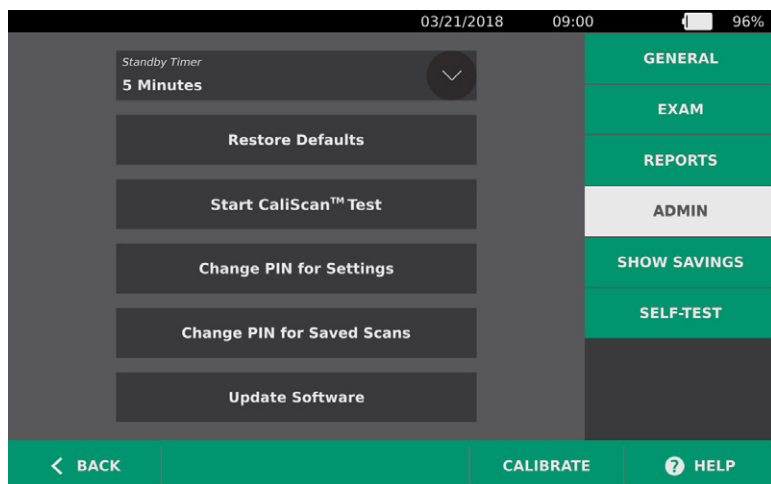 03/21/2018 09:00 96%
Standby Timer
5 Minutes
Restore Defaults
Start CaliScan™ Test
Change PIN for Settings
Change PIN for Saved Scans
Update Software
GENERAL
EXAM
REPORTS
ADMIN
SHOW SAVINGS
SELF-TEST
BACK
CALIBRATE
? HELP